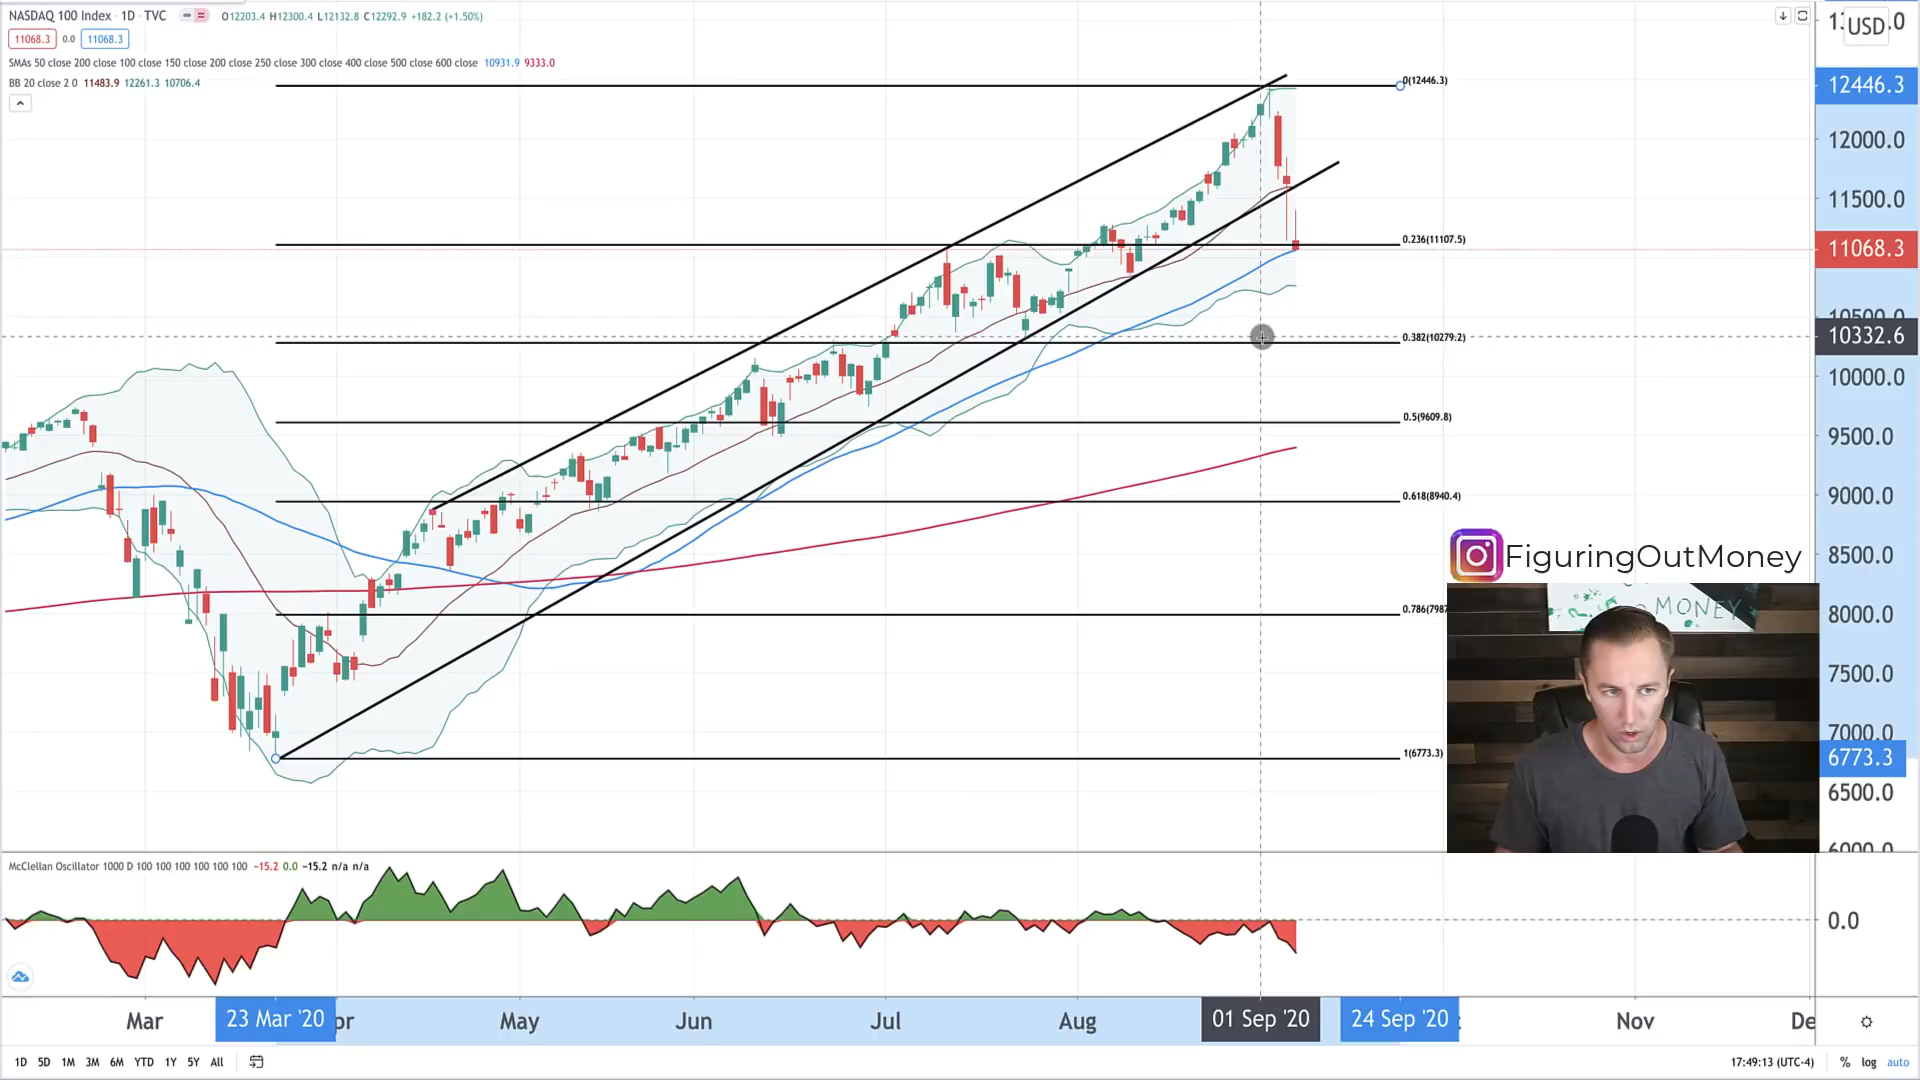 NASDAQ 100 Index · 1D · TVC O12203.4 H12300.4 L12132.8 C12292.9 +182.2 (+1.50%)
11068.3 0.0 11068.3
SMAs 50 close 200 close 100 close 150 close 200 close 250 close 300 close 400 close 500 close 600 close 10931.9 9333.0
BB 20 close 2 0 11483.9 12261.3 10706.4
0(12446.3)
0.236(11107.5)
0.382(10279.2)
0.5(9609.8)
0.618(8940.4)
0.786(7987
1(6773.3)
USD
12446.3
12000.0
11500.0
11068.3
10500.0
10332.6
10000.0
9500.0
9000.0
8500.0
8000.0
7500.0
7000.0
6773.3
6500.0
6000.0
FiguringOutMoney
MONEY
McClellan Oscillator 1000 D 100 100 100 100 100 100 −15.2 0.0 −15.2 n/a n/a
0.0
Mar 23 Mar '20 pr May Jun Jul Aug 01 Sep '20 24 Sep '20 Nov De
1D 5D 1M 3M 6M YTD 1Y 5Y All 17:49:13 (UTC-4) % log auto